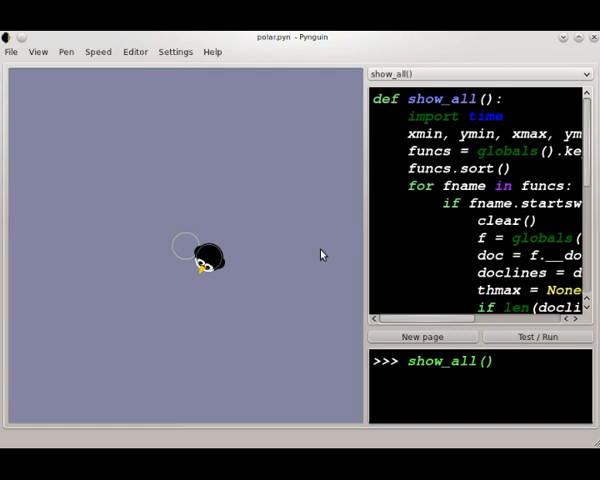 polar.pyn - Pynguin
File View Pen Speed Editor Settings Help
show_all()
def show_all():
import time
xmin, ymin, xmax, ym
funcs = globals().ke
funcs.sort()
for fname in funcs:
if fname.startsw
clear()
f = globals(
doc = f.__do
doclines = d
thmax = None
if len(docli
New page Test / Run
>>> show_all()